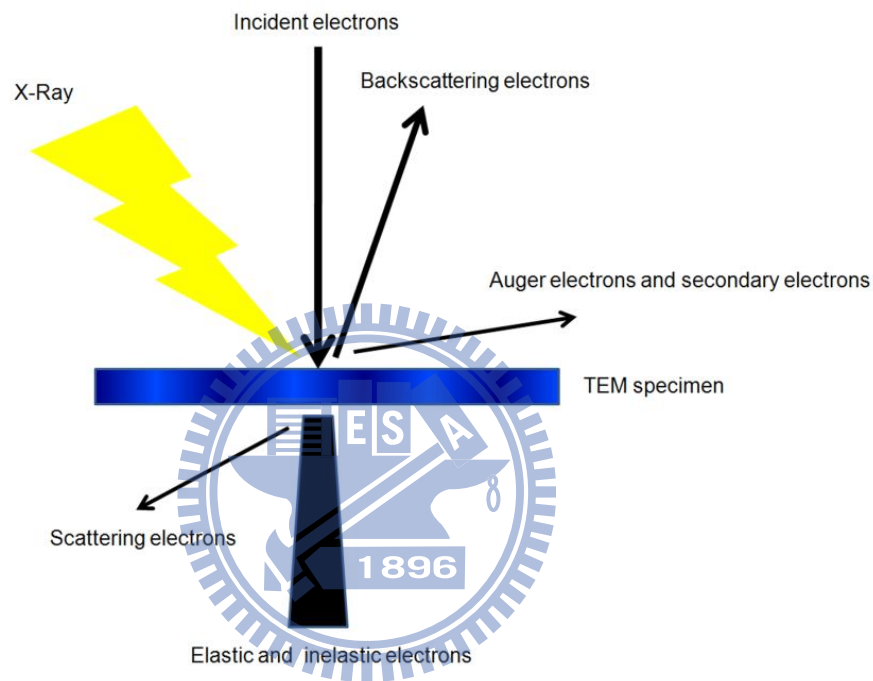 Incident electrons
Backscattering electrons
X-Ray
Auger electrons and secondary electrons
TEM specimen
E S A
Scattering electrons
8
1896
Elastic and inelastic electrons